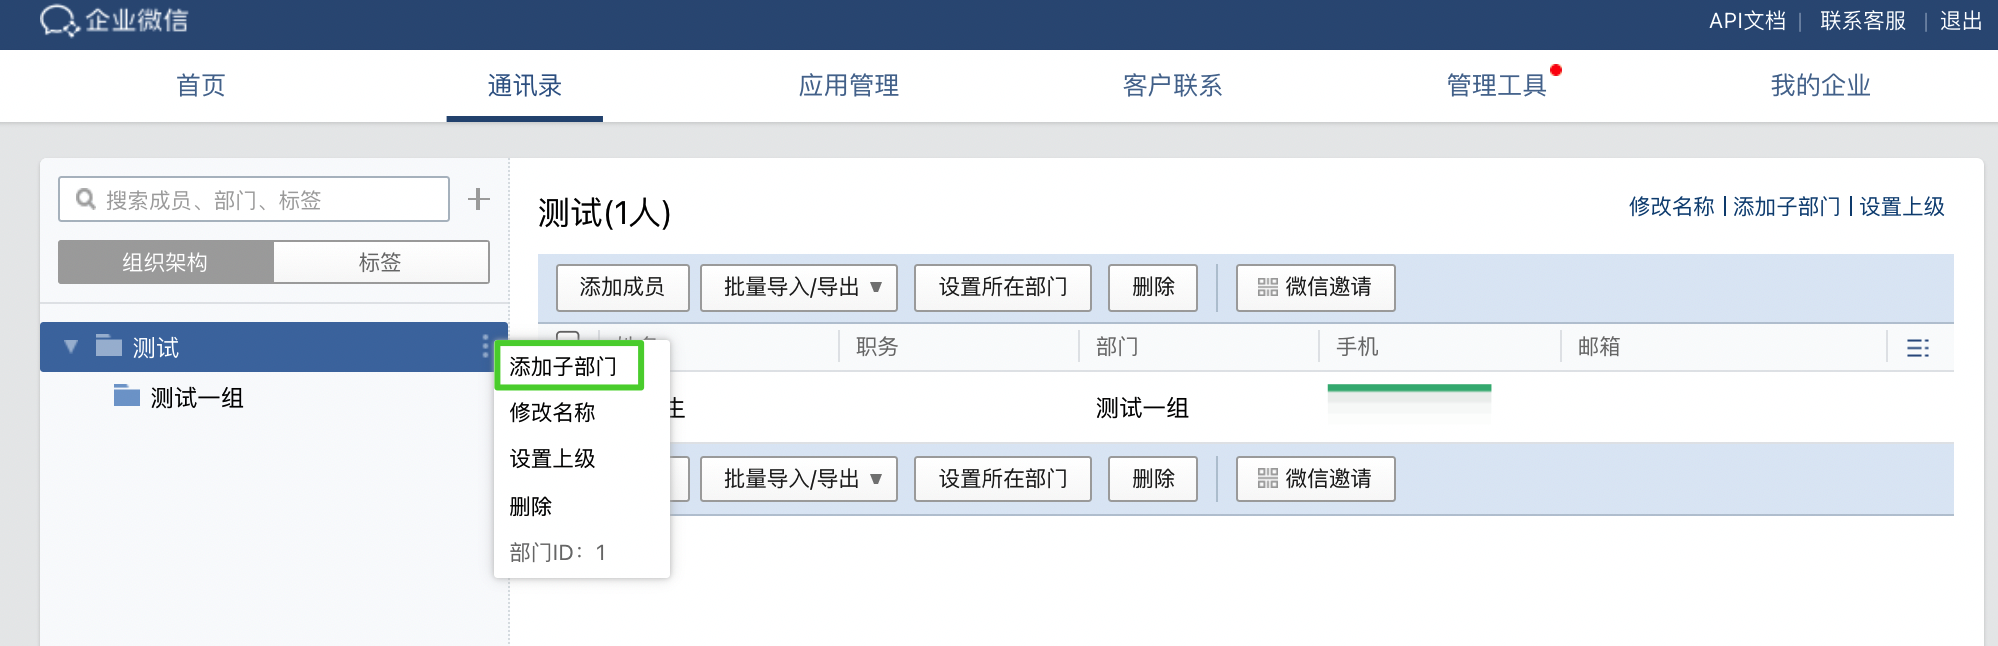 企业微信
API文档 | 联系客服 | 退出
首页 通讯录 应用管理 客户联系 管理工具 我的企业
搜索成员、部门、标签
组织架构 标签
测试
测试一组
测试(1人)
修改名称 | 添加子部门 | 设置上级
添加成员 批量导入/导出 设置所在部门 删除 微信邀请
职务 部门 手机 邮箱
测试一组
批量导入/导出 设置所在部门 删除 微信邀请
添加子部门
修改名称
设置上级
删除
部门ID：1